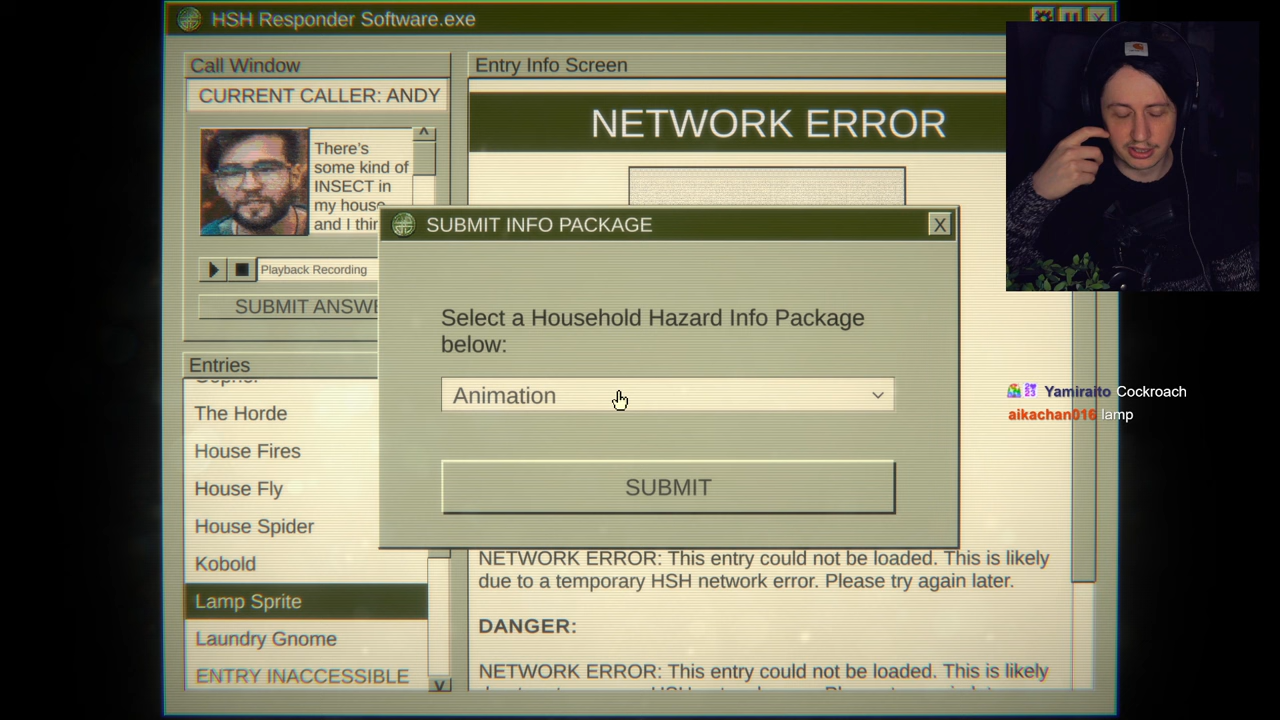 HSH Responder Software.exe
Call Window
CURRENT CALLER: ANDY
There's
some kind of
INSECT in
my house
and I thin
Playback Recording
SUBMIT ANSWE
Entries
Gopher
The Horde
House Fires
House Fly
House Spider
Kobold
Lamp Sprite
Laundry Gnome
ENTRY INACCESSIBLE
Entry Info Screen
NETWORK ERROR
SUBMIT INFO PACKAGE
X
Select a Household Hazard Info Package
below:
Animation
SUBMIT
NETWORK ERROR: This entry could not be loaded. This is likely
due to a temporary HSH network error. Please try again later.
DANGER:
NETWORK ERROR: This entry could not be loaded. This is likely
Yamiraito Cockroach
aikachan016 lamp